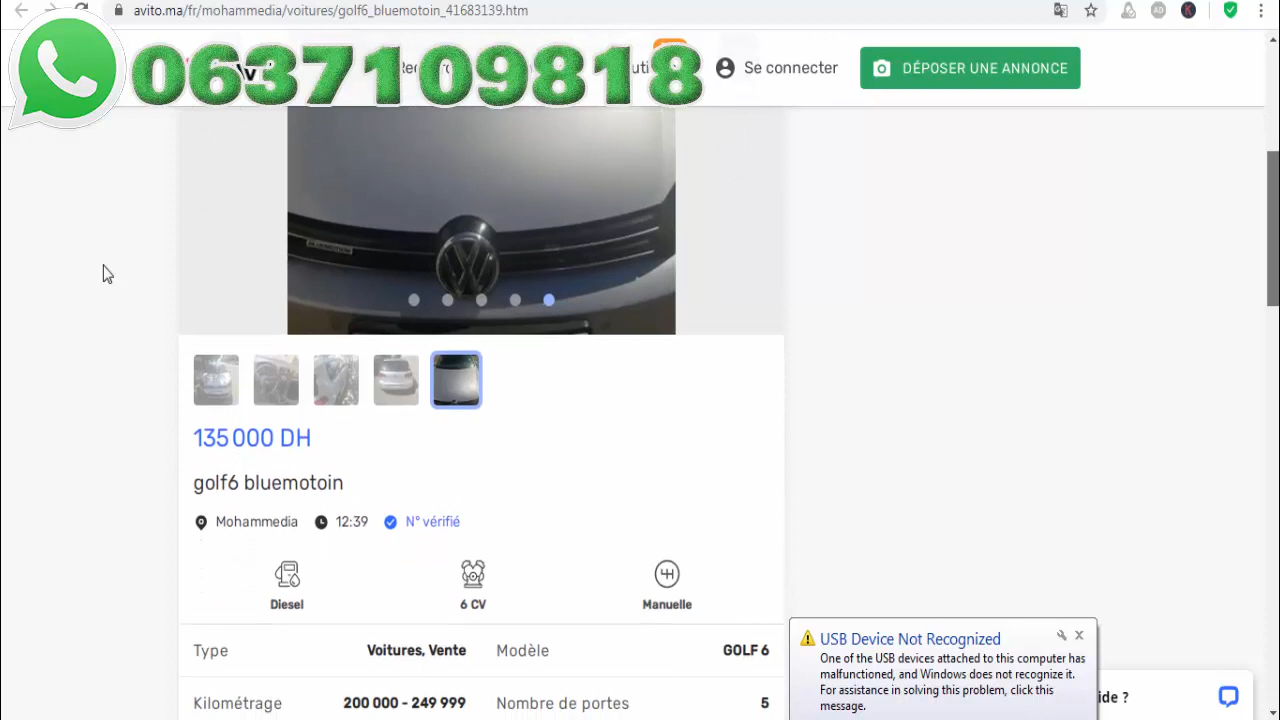 avito.ma/fr/mohammedia/voitures/golf6_bluemotoin_41683139.htm
0637109818
Se connecter
DÉPOSER UNE ANNONCE
BLUEMOTION
135 000 DH
golf6 bluemotoin
Mohammedia 12:39 N° vérifié
Diesel 6 CV Manuelle
Type Voitures, Vente Modèle GOLF 6
Kilométrage 200 000 - 249 999 Nombre de portes 5
USB Device Not Recognized
One of the USB devices attached to this computer has
malfunctioned, and Windows does not recognize it.
For assistance in solving this problem, click this
message.
ide ?